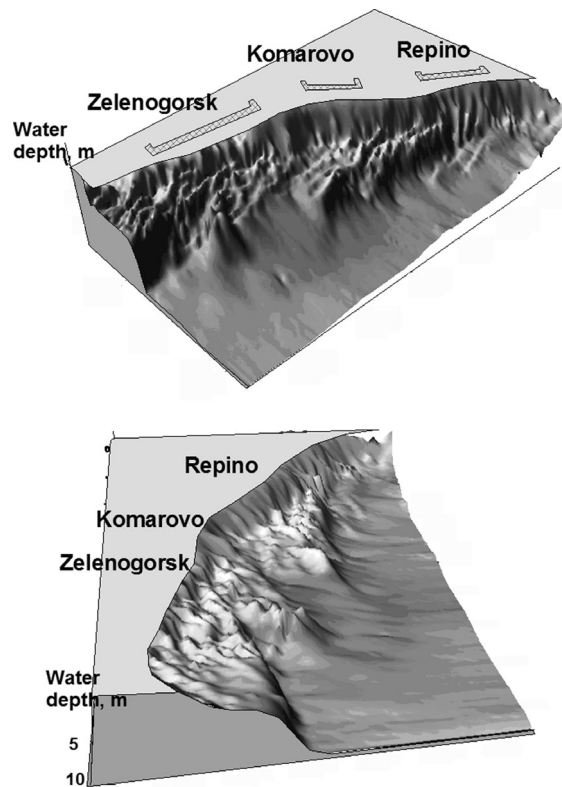 Komarovo
Repino
Zelenogorsk
Water
depth, m
Repino
Komarovo
Zelenogorsk
Water
depth, m
5
10